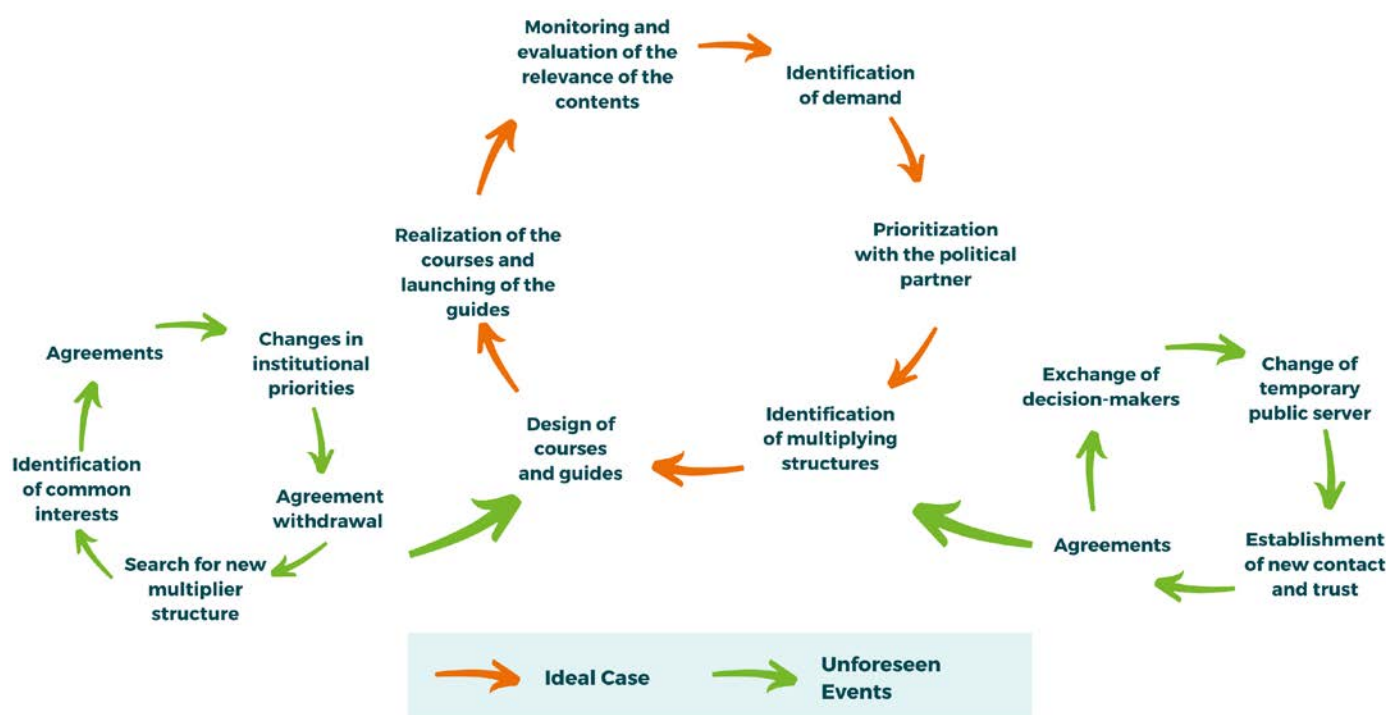 Monitoring and
evaluation of the
relevance of the
contents
Identification
of demand
Prioritization
with the political
partner
Identification
of multiplying
structures
Design of
courses
and guides
Realization of the
courses and
launching of the
guides
Agreements
Changes in
institutional
priorities
Agreement
withdrawal
Search for new
multiplier
structure
Identification
of common
interests
Exchange of
decision-makers
Change of
temporary
public server
Establishment
of new contact
and trust
Agreements
Ideal Case
Unforeseen
Events